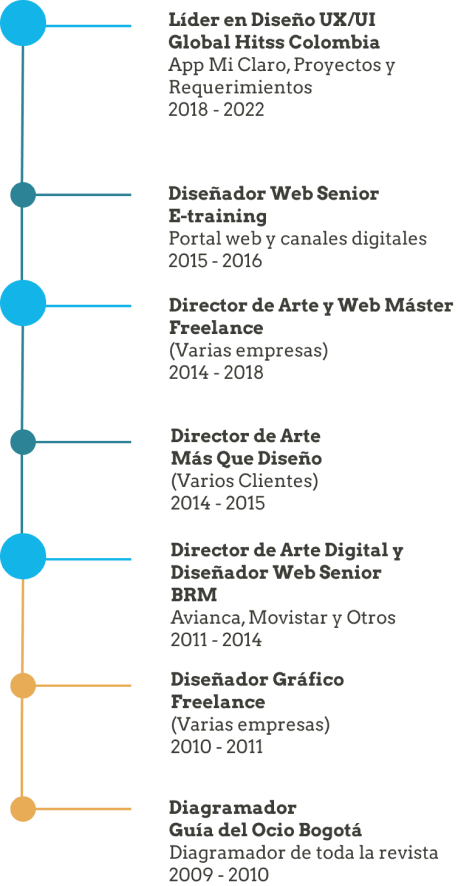 Líder en Diseño UX/UI
Global Hitss Colombia
App Mi Claro, Proyectos y
Requerimientos
2018 - 2022
Diseñador Web Senior
E-training
Portal web y canales digitales
2015 - 2016
Director de Arte y Web Máster
Freelance
(Varias empresas)
2014 - 2018
Director de Arte
Más Que Diseño
(Varios Clientes)
2014 - 2015
Director de Arte Digital y
Diseñador Web Senior
BRM
Avianca, Movistar y Otros
2011 - 2014
Diseñador Gráfico
Freelance
(Varias empresas)
2010 - 2011
Diagramador
Guía del Ocio Bogotá
Diagramador de toda la revista
2009 - 2010